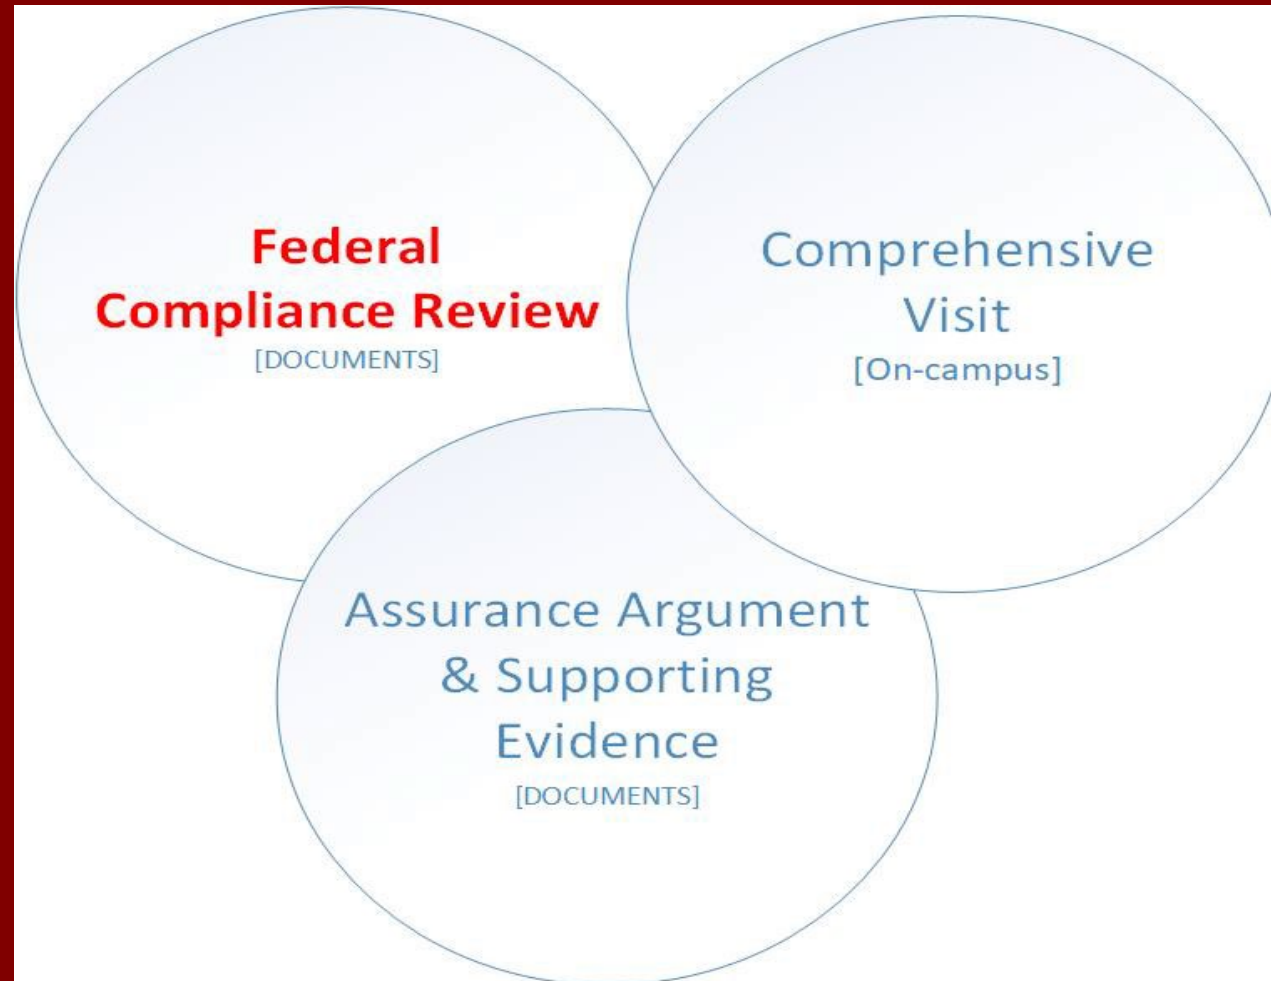 Federal
Compliance Review
[DOCUMENTS]
Comprehensive
Visit
[On-campus]
Assurance Argument
& Supporting
Evidence
[DOCUMENTS]